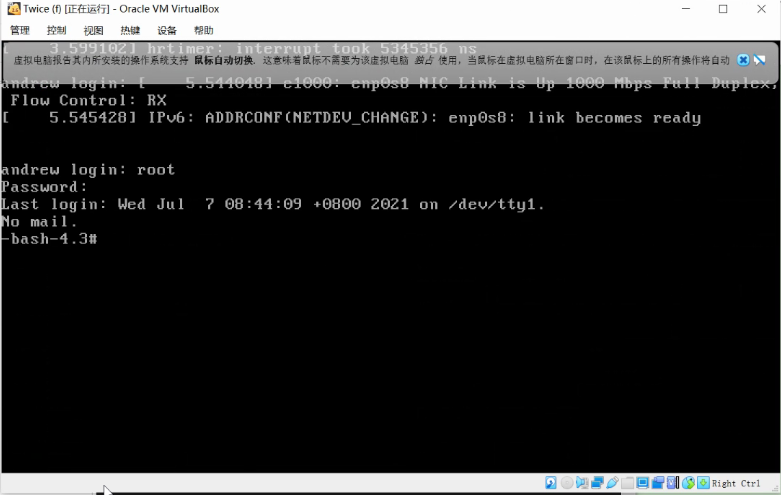 Twice (f) [正在运行] - Oracle VM VirtualBox
管理 控制 视图 热键 设备 帮助
[    3.599102] hrtimer: interrupt took 5345356 ns
虚拟电脑报告其内所安装的操作系统支持 鼠标自动切换. 这意味着鼠标不需要为该虚拟电脑 独占 使用, 当鼠标在虚拟电脑所在窗口时, 在该鼠标上的所有操作将自动
andrew login: [    5.544048] e1000: enp0s8 NIC Link is Up 1000 Mbps Full Duplex,
Flow Control: RX
[    5.545428] IPv6: ADDRCONF(NETDEV_CHANGE): enp0s8: link becomes ready
andrew login: root
Password:
Last login: Wed Jul  7 08:44:09 +0800 2021 on /dev/tty1.
No mail.
-bash-4.3#
Right Ctrl